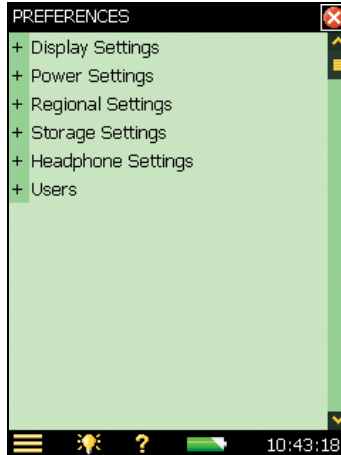 PREFERENCES
+ Display Settings
+ Power Settings
+ Regional Settings
+ Storage Settings
+ Headphone Settings
+ Users
? 10:43:18